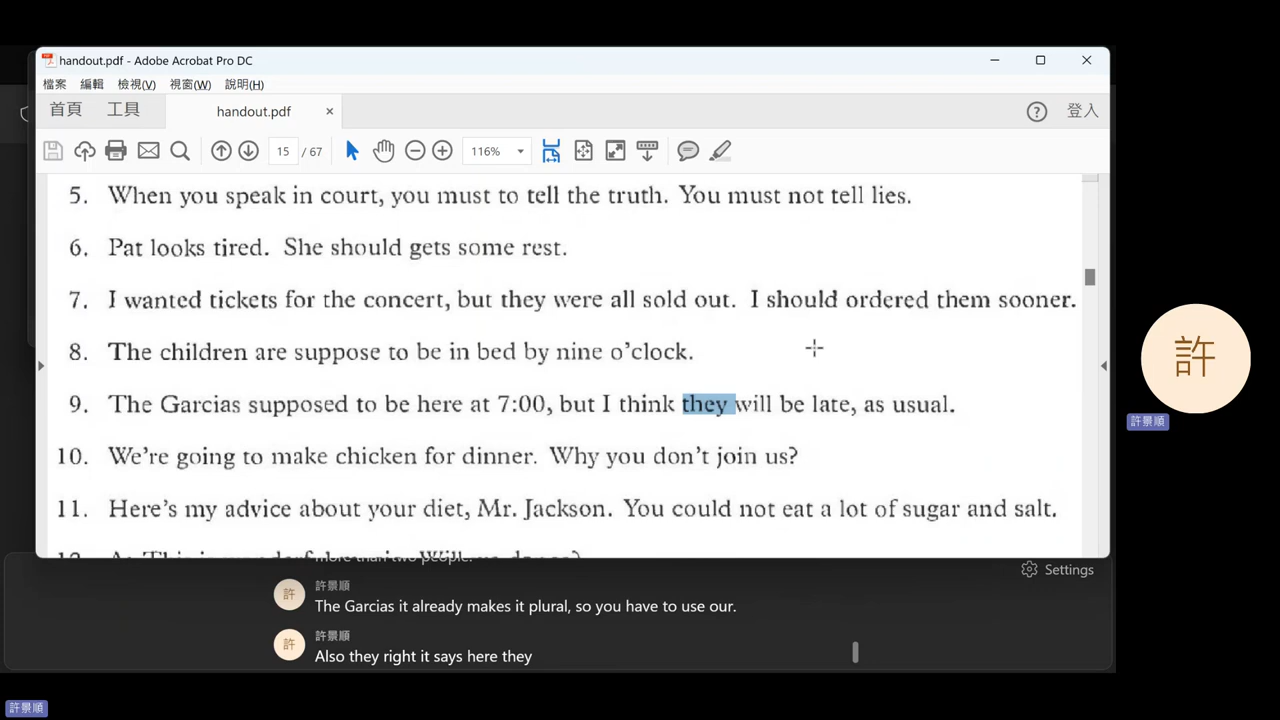 handout.pdf - Adobe Acrobat Pro DC
檔案 編輯 檢視(V) 視窗(W) 說明(H)
首頁 工具 handout.pdf × 登入
15 / 67 116%
5. When you speak in court, you must to tell the truth. You must not tell lies.
6. Pat looks tired. She should gets some rest.
7. I wanted tickets for the concert, but they were all sold out. I should ordered them sooner.
8. The children are suppose to be in bed by nine o'clock.
9. The Garcias supposed to be here at 7:00, but I think they will be late, as usual.
10. We're going to make chicken for dinner. Why you don't join us?
11. Here's my advice about your diet, Mr. Jackson. You could not eat a lot of sugar and salt.
more than two people.
Settings
許 許景順
The Garcias it already makes it plural, so you have to use our.
許 許景順
Also they right it says here they
許
許景順
許景順